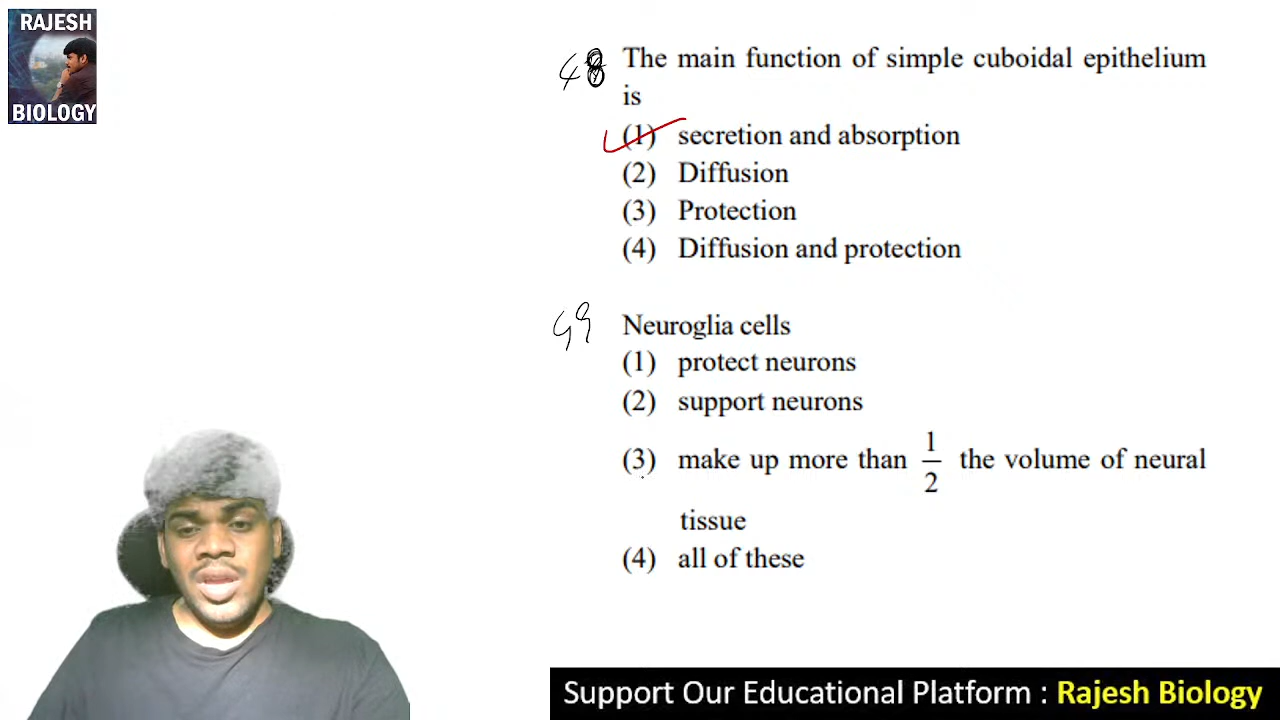 RAJESH
BIOLOGY
48 The main function of simple cuboidal epithelium
is
(1) secretion and absorption
(2) Diffusion
(3) Protection
(4) Diffusion and protection
49 Neuroglia cells
(1) protect neurons
(2) support neurons
(3) make up more than 1/2 the volume of neural
tissue
(4) all of these
Support Our Educational Platform : Rajesh Biology